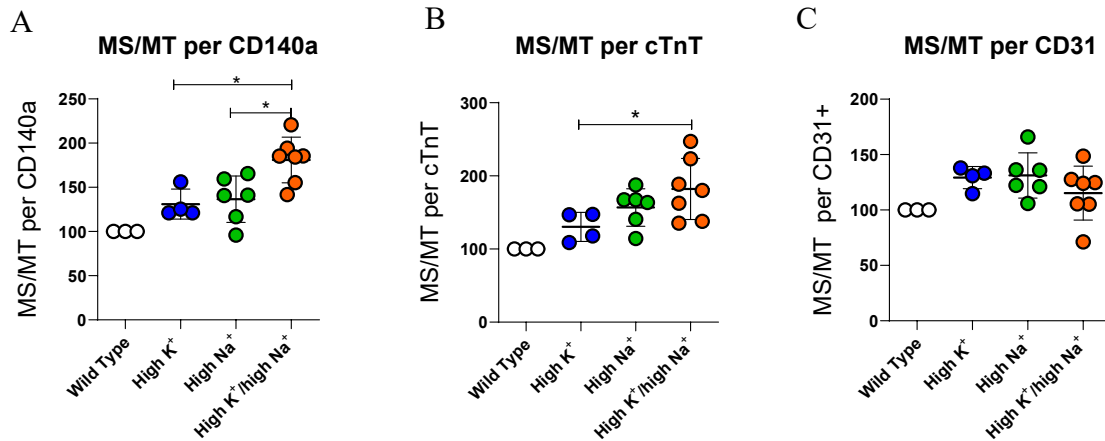 A
MS/MT per CD140a
MS/MT per CD140a
250
200
150
100
50
0
*
*
Wild Type
High K⁺
High Na⁺
High K⁺/high Na⁺
B
MS/MT per cTnT
MS/MT per cTnT
300
200
100
0
*
Wild Type
High K⁺
High Na⁺
High K⁺/high Na⁺
C
MS/MT per CD31
MS/MT per CD31+
200
150
100
50
0
Wild Type
High K⁺
High Na⁺
High K⁺/high Na⁺